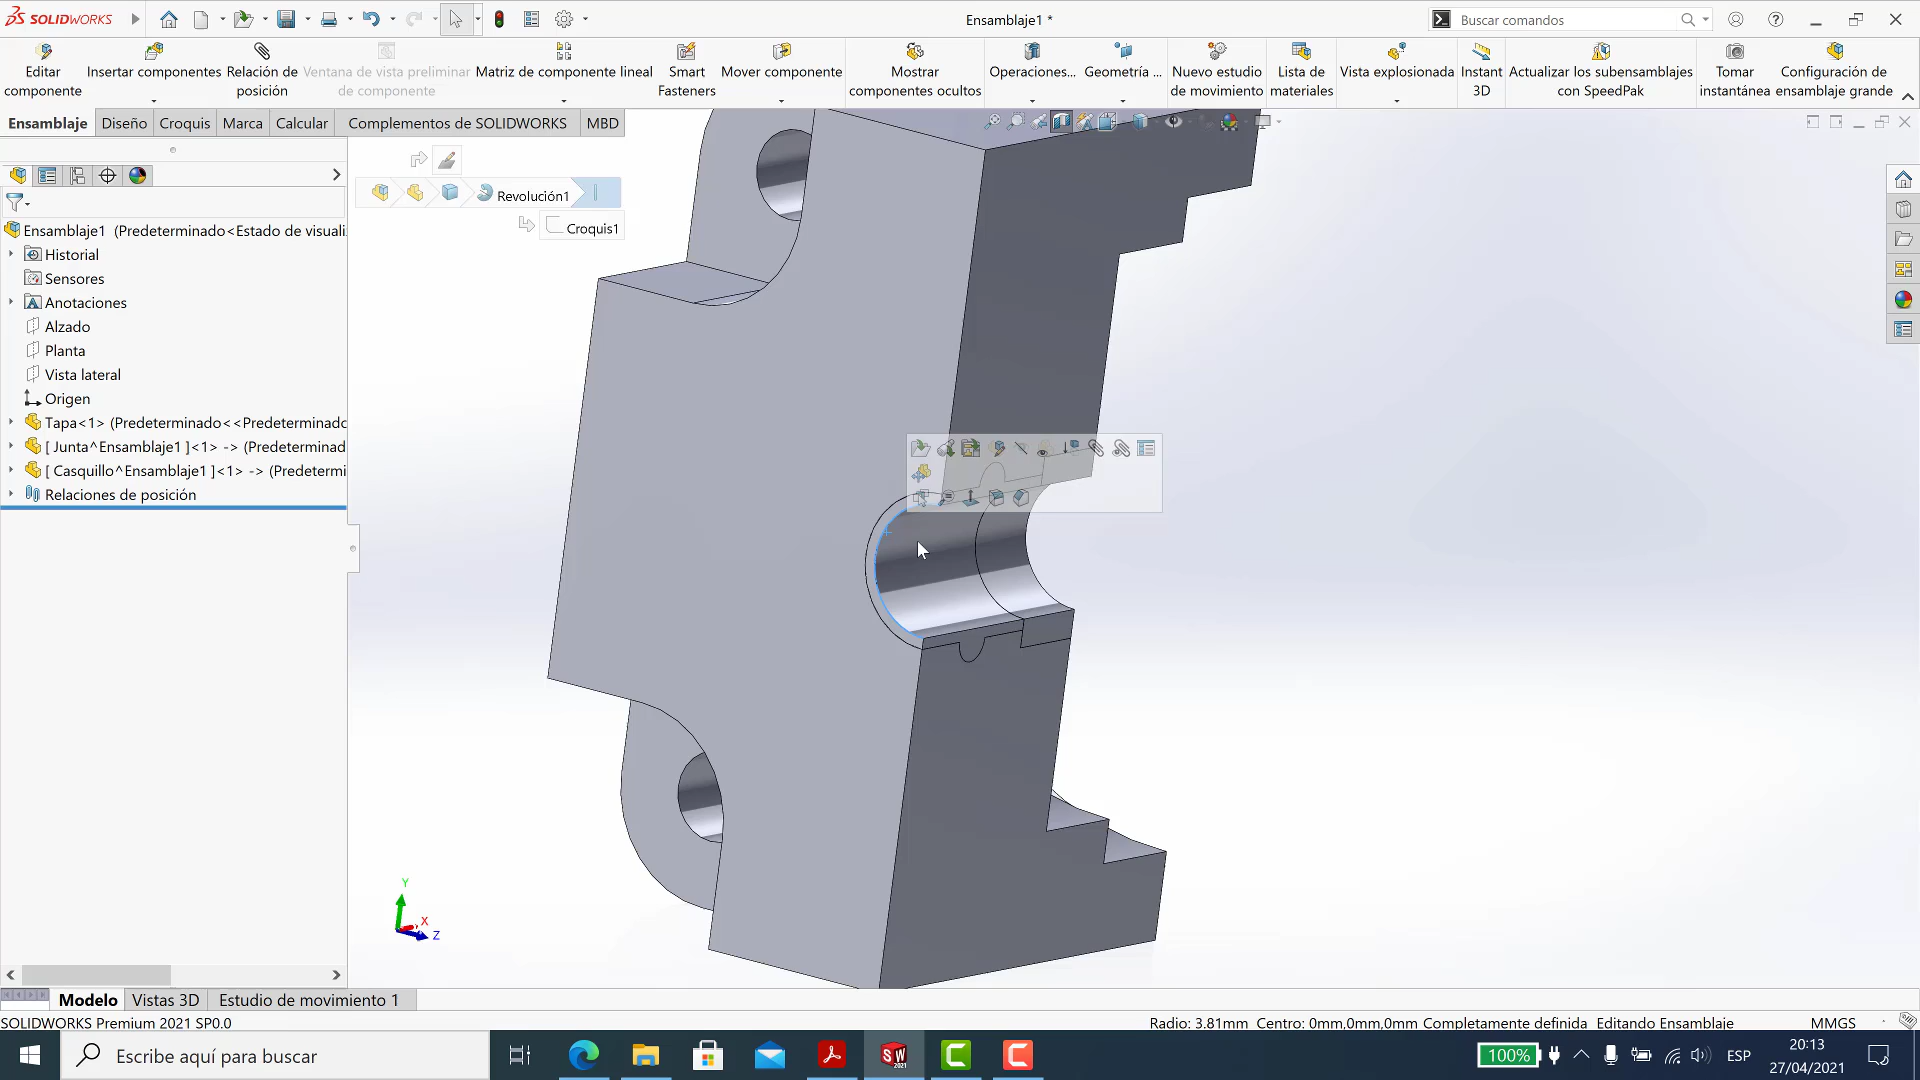 SOLIDWORKS
Ensamblaje1 *
Buscar comandos
Editar
componente
Insertar componentes
Relación de
posición
Ventana de vista preliminar
de componente
Matriz de componente lineal
Smart
Fasteners
Mover componente
Mostrar
componentes ocultos
Operaciones...
Geometría ...
Nuevo estudio
de movimiento
Lista de
materiales
Vista explosionada
Instant
3D
Actualizar los subensamblajes
con SpeedPak
Tomar
instantánea
Configuración de
ensamblaje grande
Ensamblaje
Diseño
Croquis
Marca
Calcular
Complementos de SOLIDWORKS
MBD
Revolución1
Croquis1
Ensamblaje1 (Predeterminado<Estado de visuali
Historial
Sensores
Anotaciones
Alzado
Planta
Vista lateral
Origen
Tapa<1> (Predeterminado<<Predeterminado
[ Junta^Ensamblaje1 ]<1> -> (Predeterminad
[ Casquillo^Ensamblaje1 ]<1> -> (Predetermi
Relaciones de posición
Y
X
Z
Modelo
Vistas 3D
Estudio de movimiento 1
SOLIDWORKS Premium 2021 SP0.0
Radio: 3.81mm Centro: 0mm,0mm,0mm Completamente definida Editando Ensamblaje
MMGS
Escribe aquí para buscar
SW
2021
100%
ESP
20:13
27/04/2021